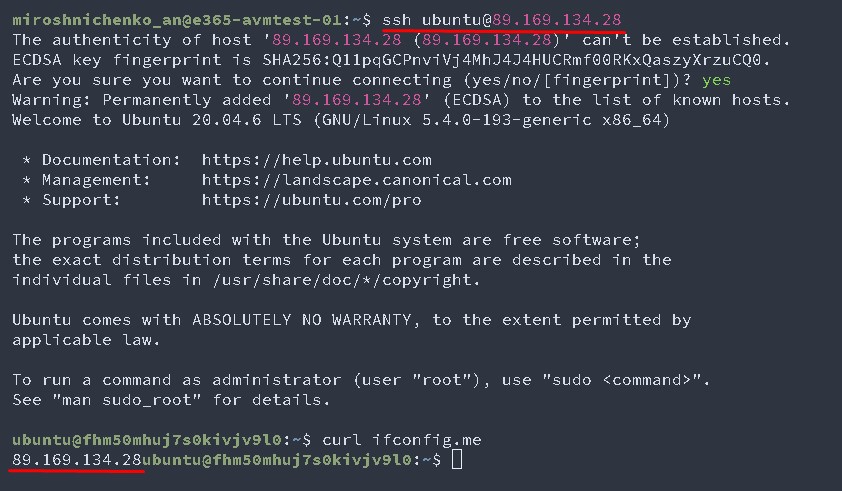 miroshnichenko_an@e365-avmtest-01:~$ ssh ubuntu@89.169.134.28
The authenticity of host '89.169.134.28 (89.169.134.28)' can't be established.
ECDSA key fingerprint is SHA256:Q11pqGCPnviVj4MhJ4J4HUCRmf00RKxQaszyXrzuCQ0.
Are you sure you want to continue connecting (yes/no/[fingerprint])? yes
Warning: Permanently added '89.169.134.28' (ECDSA) to the list of known hosts.
Welcome to Ubuntu 20.04.6 LTS (GNU/Linux 5.4.0-193-generic x86_64)
* Documentation:  https://help.ubuntu.com
* Management:     https://landscape.canonical.com
* Support:        https://ubuntu.com/pro
The programs included with the Ubuntu system are free software;
the exact distribution terms for each program are described in the
individual files in /usr/share/doc/*/copyright.
Ubuntu comes with ABSOLUTELY NO WARRANTY, to the extent permitted by
applicable law.
To run a command as administrator (user "root"), use "sudo <command>".
See "man sudo_root" for details.
ubuntu@fhm50mhuj7s0kivjv9l0:~$ curl ifconfig.me
89.169.134.28ubuntu@fhm50mhuj7s0kivjv9l0:~$